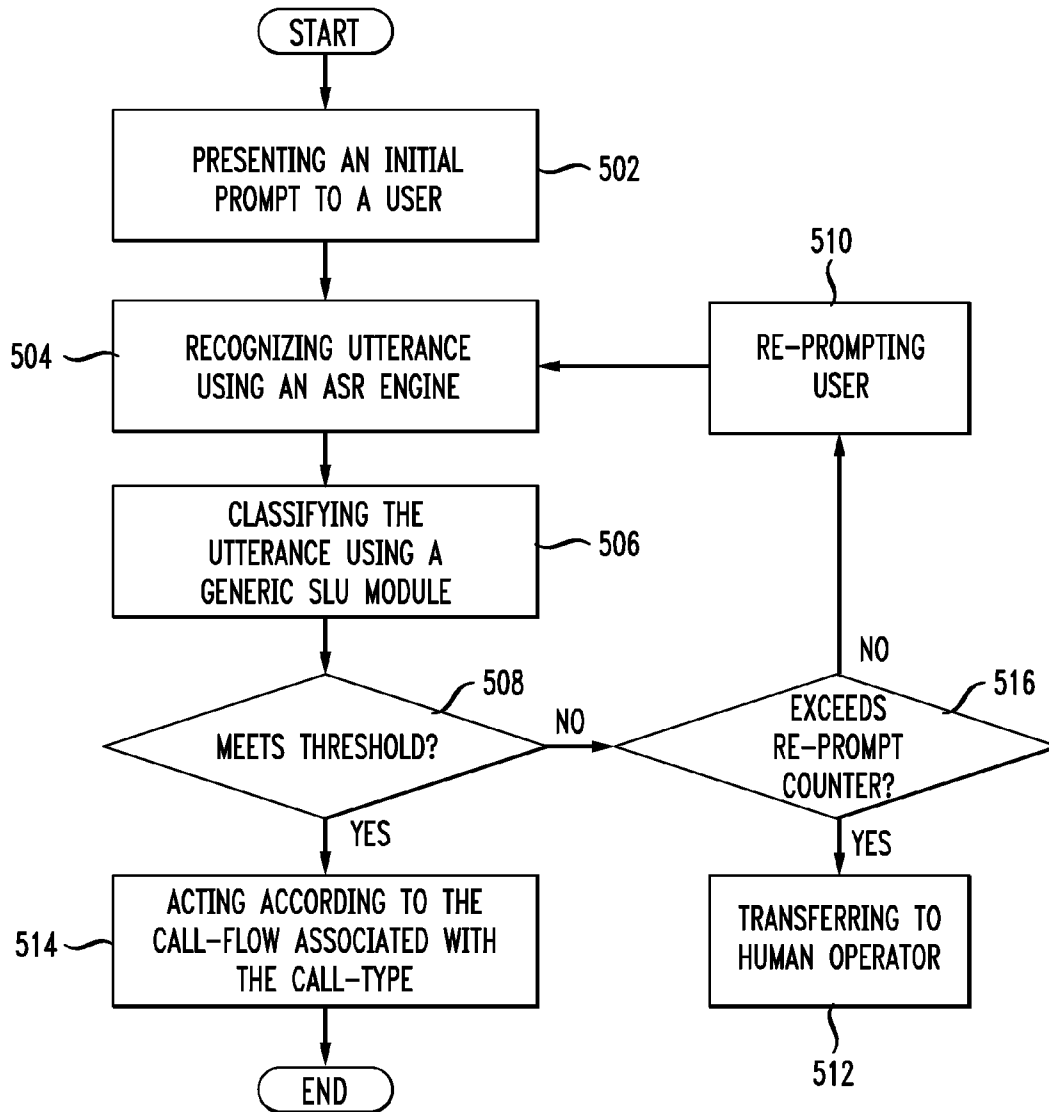 START
PRESENTING AN INITIAL
PROMPT TO A USER
502
510
504
RECOGNIZING UTTERANCE
USING AN ASR ENGINE
RE-PROMPTING
USER
CLASSIFYING THE
UTTERANCE USING A
GENERIC SLU MODULE
506
508
MEETS THRESHOLD?
NO
NO
516
EXCEEDS
RE-PROMPT
COUNTER?
YES
YES
514
ACTING ACCORDING TO THE
CALL-FLOW ASSOCIATED WITH
THE CALL-TYPE
TRANSFERRING TO
HUMAN OPERATOR
512
END